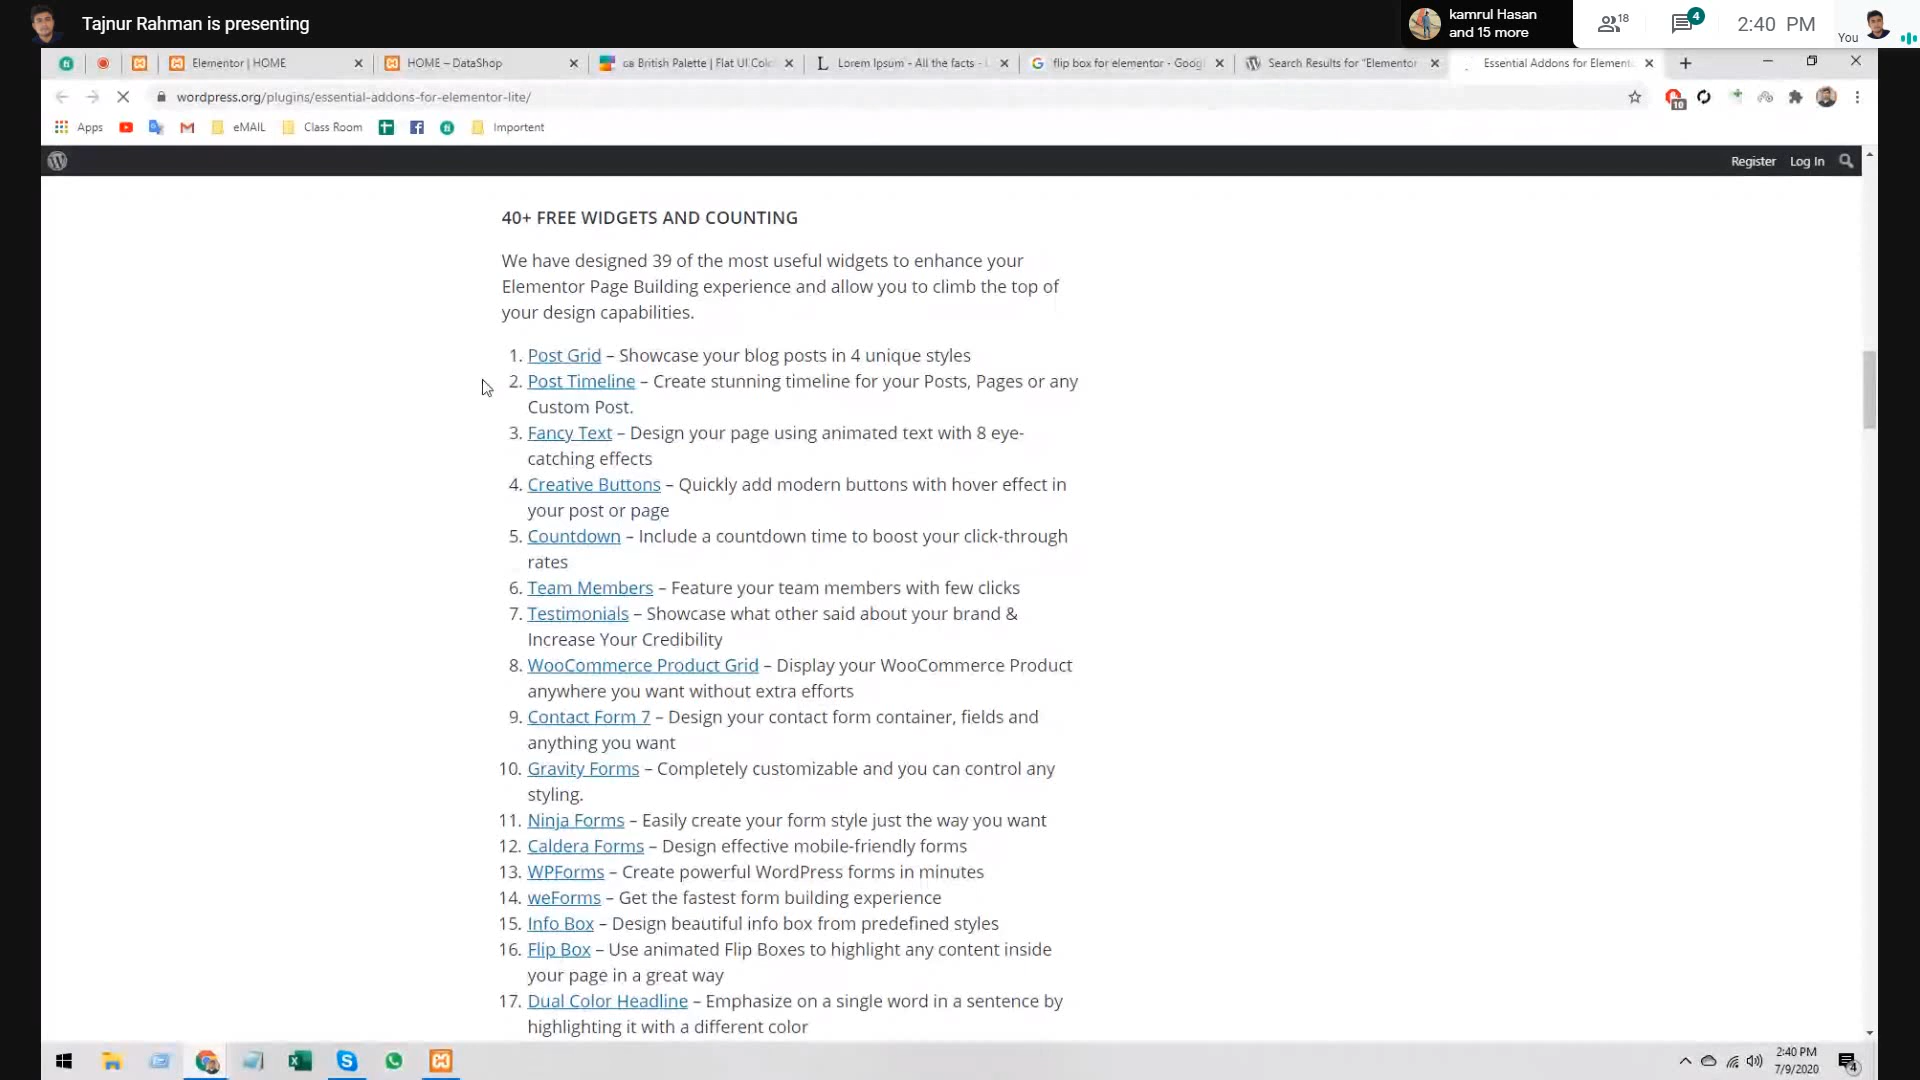 Tajnur Rahman is presenting
kamrul Hasan
and 15 more
18
4
2:40 PM
You
Elementor | HOME
HOME – DataShop
GB British Palette | Flat UI Colo
Lorem Ipsum - All the facts - L
flip box for elementor - Goog
Search Results for "Elementor
Essential Addons for Element
wordpress.org/plugins/essential-addons-for-elementor-lite/
10
Apps
eMAIL
Class Room
Importent
Register
Log In
40+ FREE WIDGETS AND COUNTING
We have designed 39 of the most useful widgets to enhance your
Elementor Page Building experience and allow you to climb the top of
your design capabilities.
1. Post Grid – Showcase your blog posts in 4 unique styles
2. Post Timeline – Create stunning timeline for your Posts, Pages or any
Custom Post.
3. Fancy Text – Design your page using animated text with 8 eye-
catching effects
4. Creative Buttons – Quickly add modern buttons with hover effect in
your post or page
5. Countdown – Include a countdown time to boost your click-through
rates
6. Team Members – Feature your team members with few clicks
7. Testimonials – Showcase what other said about your brand &
Increase Your Credibility
8. WooCommerce Product Grid – Display your WooCommerce Product
anywhere you want without extra efforts
9. Contact Form 7 – Design your contact form container, fields and
anything you want
10. Gravity Forms – Completely customizable and you can control any
styling.
11. Ninja Forms – Easily create your form style just the way you want
12. Caldera Forms – Design effective mobile-friendly forms
13. WPForms – Create powerful WordPress forms in minutes
14. weForms – Get the fastest form building experience
15. Info Box – Design beautiful info box from predefined styles
16. Flip Box – Use animated Flip Boxes to highlight any content inside
your page in a great way
17. Dual Color Headline – Emphasize on a single word in a sentence by
highlighting it with a different color
2:40 PM
7/9/2020
4